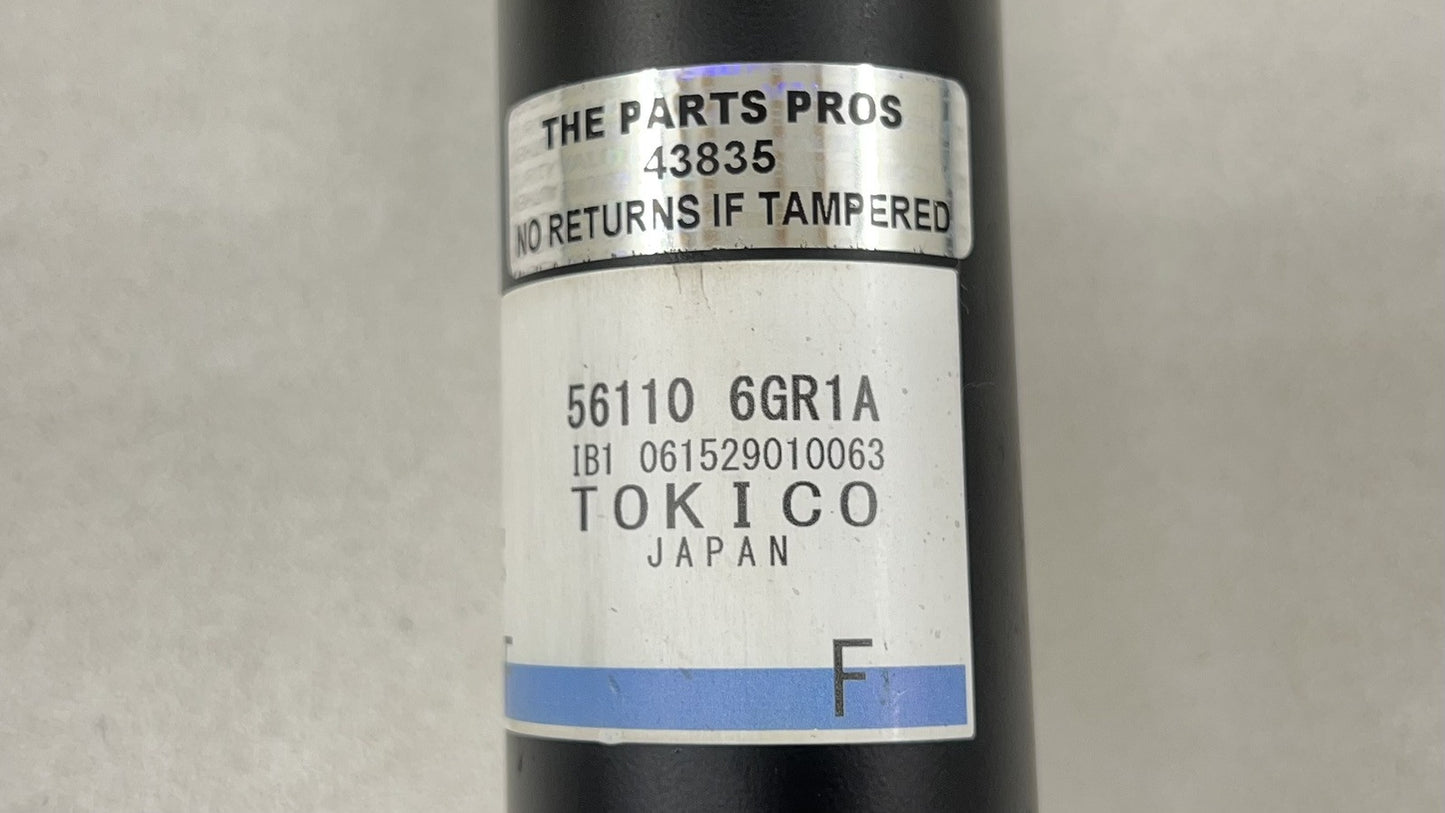 THE PARTS PROS
43835
NO RETURNS IF TAMPERED
56110 6GR1A
IB1 061529010063
TOKICO
JAPAN
F